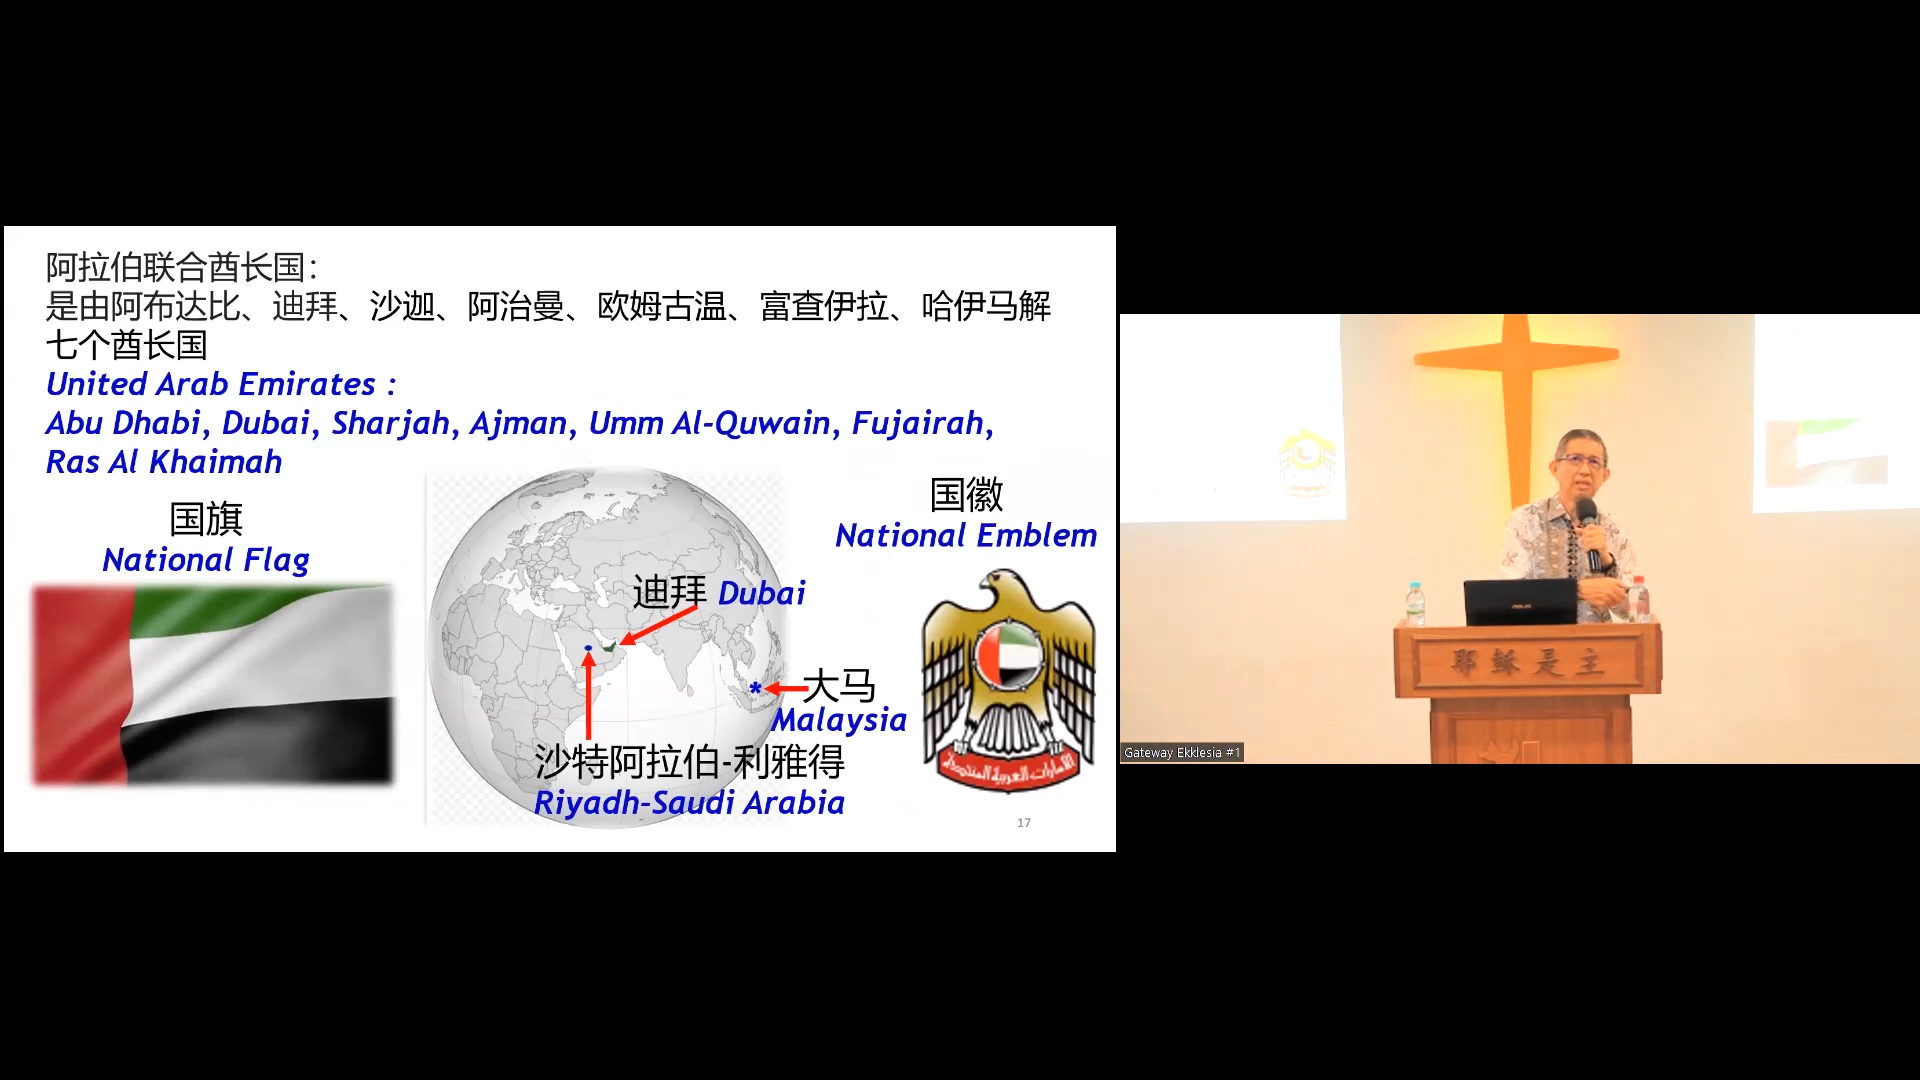 阿拉伯联合酋长国：
是由阿布达比、迪拜、沙迦、阿治曼、欧姆古温、富查伊拉、哈伊马解
七个酋长国
United Arab Emirates :
Abu Dhabi, Dubai, Sharjah, Ajman, Umm Al-Quwain, Fujairah,
Ras Al Khaimah
国旗
National Flag
国徽
National Emblem
迪拜 Dubai
* 大马
Malaysia
沙特阿拉伯-利雅得
Riyadh-Saudi Arabia
الإمارات العربية المتحدة
17
耶稣是主
ASUS
Gateway Ekklesia #1